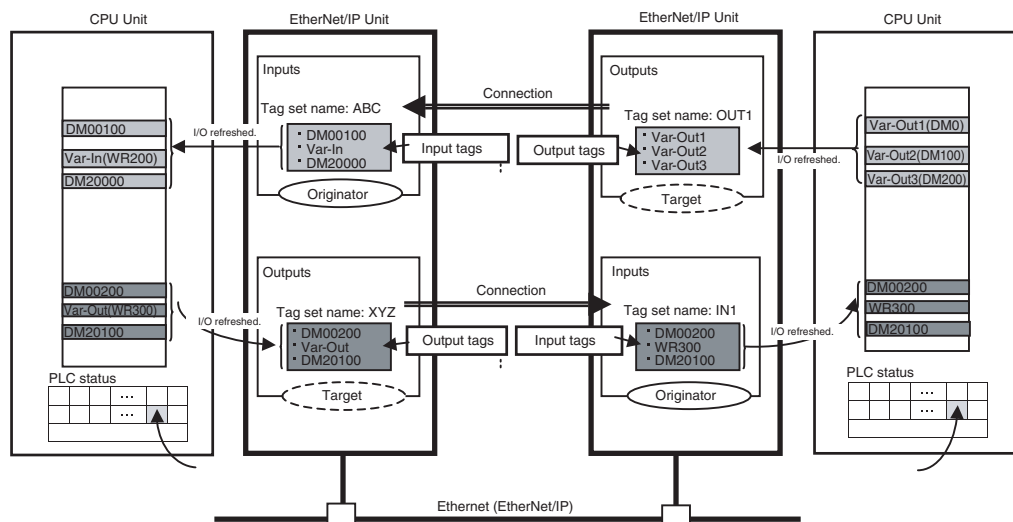 CPU Unit
EtherNet/IP Unit
EtherNet/IP Unit
CPU Unit
Inputs
Tag set name: ABC
DM00100
Var-In
DM20000
Originator
I/O refreshed.
DM00100
Var-In(WR200)
DM20000
Connection
Input tags
Output tags
Outputs
Tag set name: OUT1
Var-Out1
Var-Out2
Var-Out3
Target
I/O refreshed.
Var-Out1(DM0)
Var-Out2(DM100)
Var-Out3(DM200)
DM00200
Var-Out(WR300)
DM20100
I/O refreshed.
Outputs
Tag set name: XYZ
DM00200
Var-Out
DM20100
Target
Connection
Output tags
Input tags
Inputs
Tag set name: IN1
DM00200
WR300
DM20100
Originator
I/O refreshed.
DM00200
WR300
DM20100
PLC status
...
...
PLC status
...
...
Ethernet (EtherNet/IP)